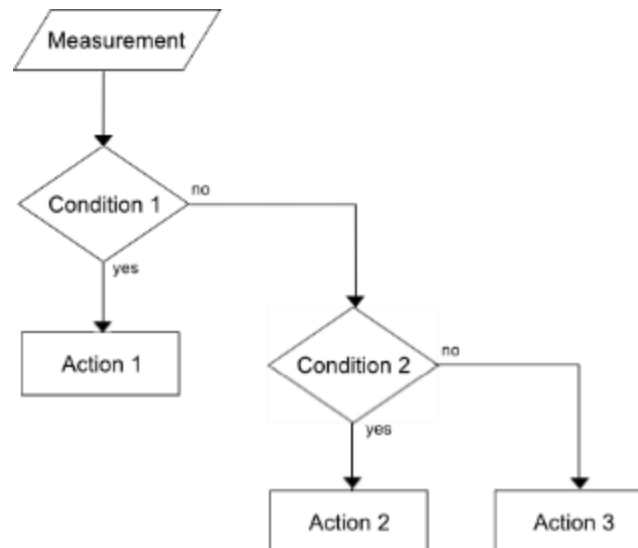 Measurement
Condition 1
no
yes
Action 1
Condition 2
no
yes
Action 2
Action 3